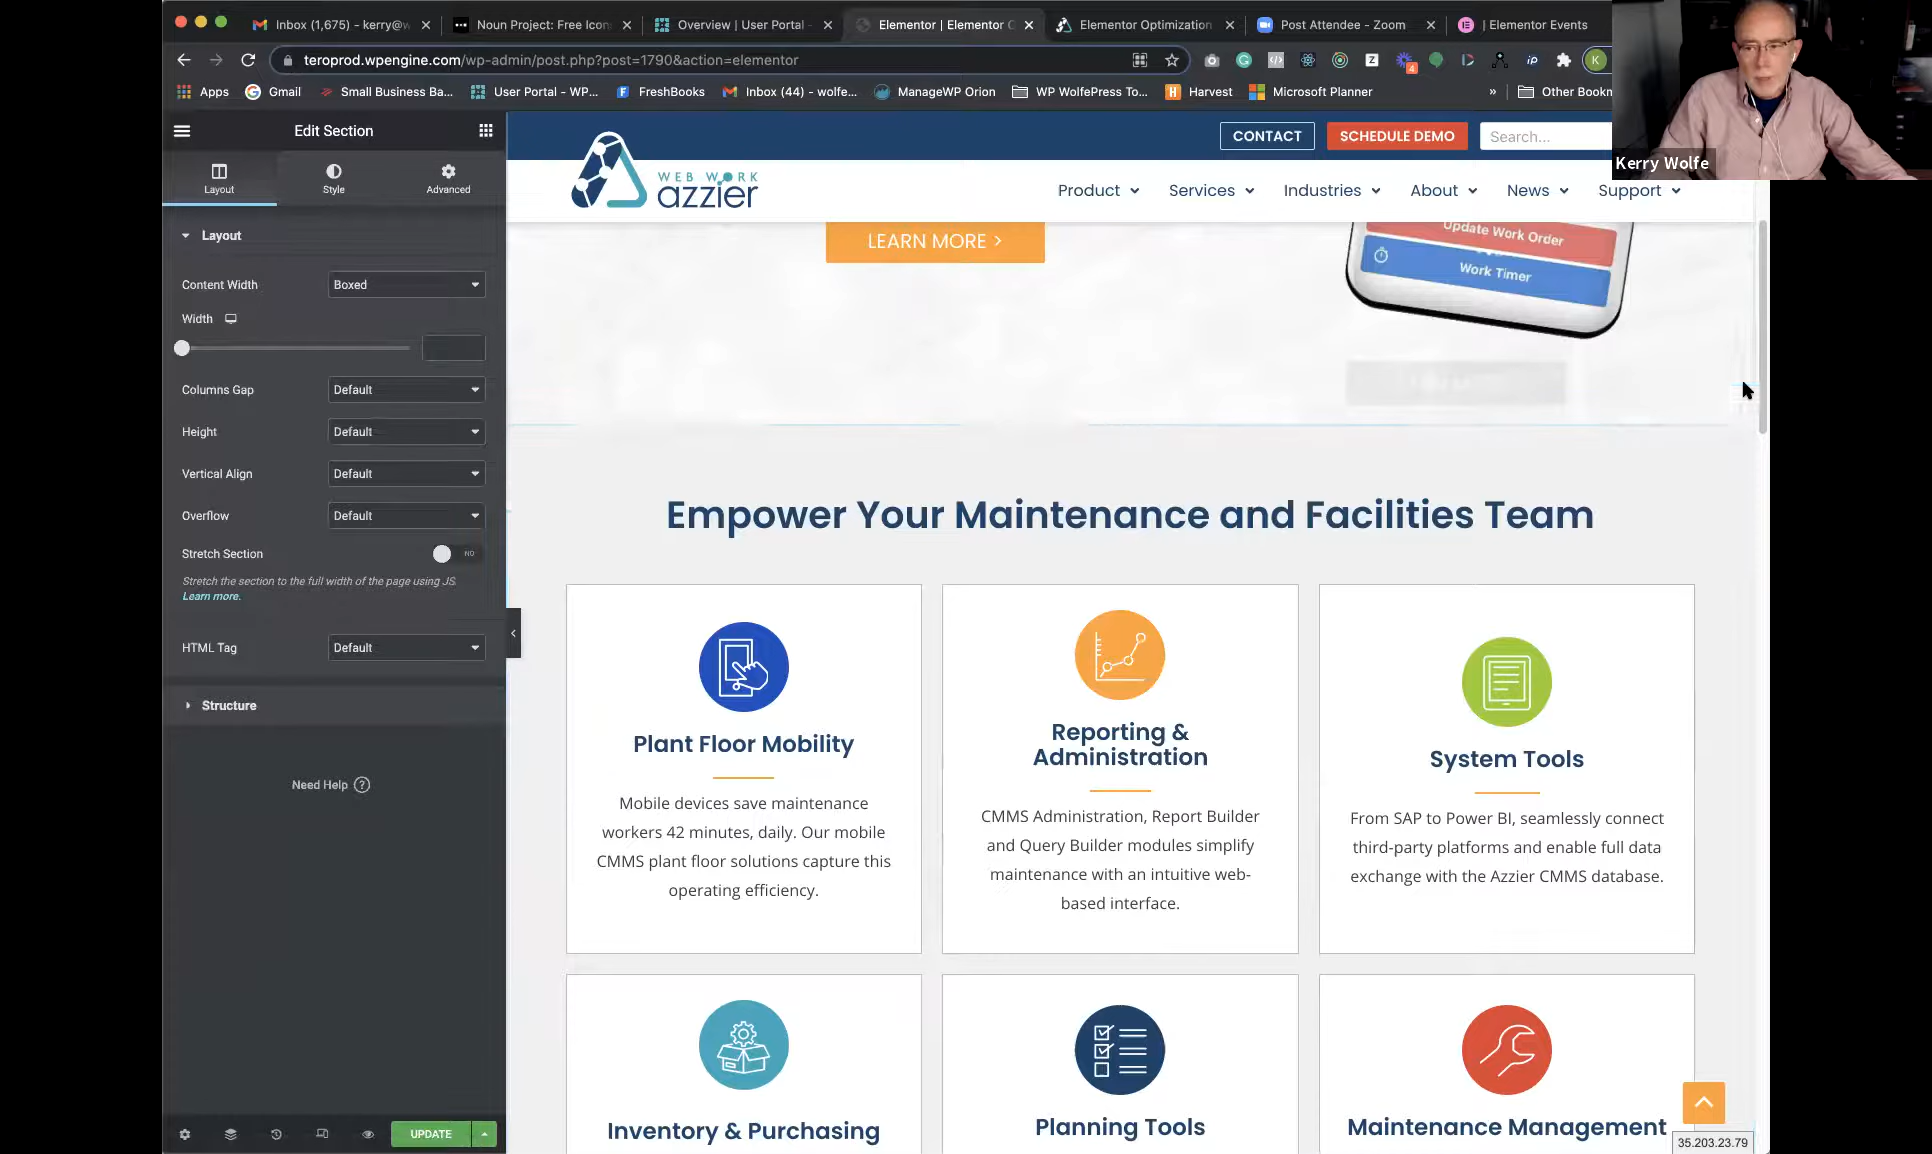 Inbox (1,675) - kerry@w
Noun Project: Free Icon
Overview | User Portal
Elementor | Elementor
Elementor Optimization
Post Attendee - Zoom
| Elementor Events
teroprod.wpengine.com/wp-admin/post.php?post=1790&action=elementor
Apps
Gmail
Small Business Ba...
User Portal - WP...
FreshBooks
Inbox (44) - wolfe...
ManageWP Orion
WP WolfePress To...
Harvest
Microsoft Planner
»
Other Bookm
Kerry Wolfe
Edit Section
Layout
Style
Advanced
Layout
Content Width
Boxed
Width
Columns Gap
Default
Height
Default
Vertical Align
Default
Overflow
Default
Stretch Section
NO
Stretch the section to the full width of the page using JS.
Learn more.
HTML Tag
Default
Structure
Need Help
UPDATE
CONTACT
SCHEDULE DEMO
Search...
WEB WORK
azzier
Product
Services
Industries
About
News
Support
LEARN MORE >
Update Work Order
Work Timer
Empower Your Maintenance and Facilities Team
Plant Floor Mobility
Mobile devices save maintenance
workers 42 minutes, daily. Our mobile
CMMS plant floor solutions capture this
operating efficiency.
Reporting &
Administration
CMMS Administration, Report Builder
and Query Builder modules simplify
maintenance with an intuitive web-
based interface.
System Tools
From SAP to Power BI, seamlessly connect
third-party platforms and enable full data
exchange with the Azzier CMMS database.
Inventory & Purchasing
Planning Tools
Maintenance Management
35.203.23.79